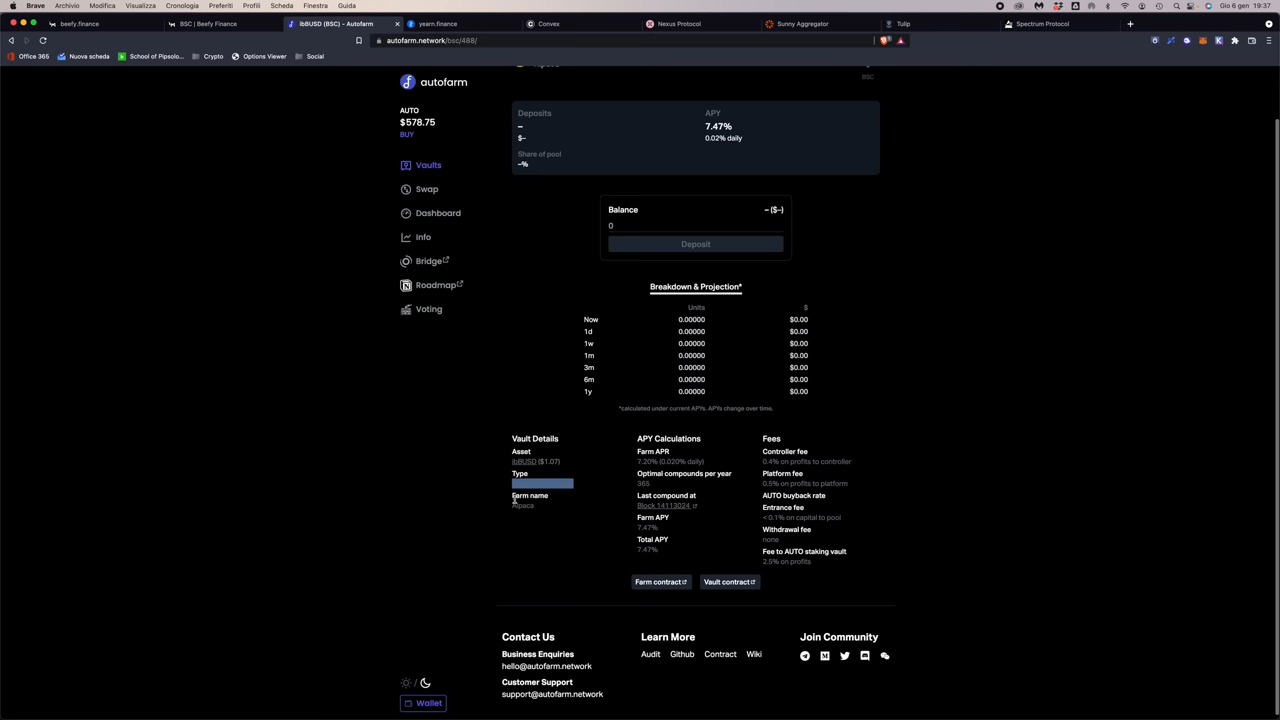 Brave Archivio Modifica Visualizza Cronologia Preferiti Profili Scheda Finestra Guida Gio 6 gen 19:37
beefy.finance BSC | Beefy Finance ibBUSD (BSC) - Autofarm yearn.finance Convex Nexus Protocol Sunny Aggregator Tulip Spectrum Protocol
autofarm.network/bsc/488/
Office 365 Nuova scheda School of Pipsolo... Crypto Options Viewer Social
autofarm
BSC
AUTO
$578.75
BUY
Vaults
Swap
Dashboard
Info
Bridge
Roadmap
Voting
Deposits APY
– 7.47%
$– 0.02% daily
Share of pool
–%
Balance – ($–)
0
Deposit
Breakdown & Projection*
Units $
Now 0.00000 $0.00
1d 0.00000 $0.00
1w 0.00000 $0.00
1m 0.00000 $0.00
3m 0.00000 $0.00
6m 0.00000 $0.00
1y 0.00000 $0.00
*calculated under current APYs. APYs change over time.
Vault Details
Asset
ibBUSD ($1.07)
Type
Farm name
Alpaca
APY Calculations
Farm APR
7.20% (0.020% daily)
Optimal compounds per year
365
Last compound at
Block 14113024
Farm APY
7.47%
Total APY
7.47%
Fees
Controller fee
0.4% on profits to controller
Platform fee
0.5% on profits to platform
AUTO buyback rate
Entrance fee
< 0.1% on capital to pool
Withdrawal fee
none
Fee to AUTO staking vault
2.5% on profits
Farm contract Vault contract
Contact Us
Business Enquiries
hello@autofarm.network
Customer Support
support@autofarm.network
Learn More
Audit Github Contract Wiki
Join Community
Wallet